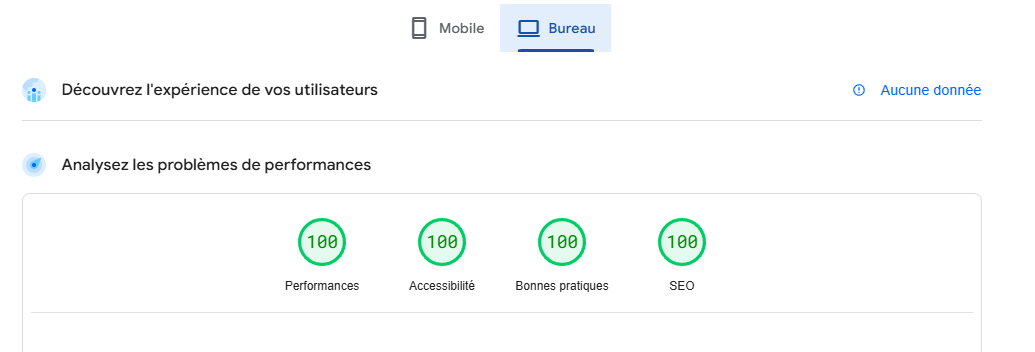 Mobile
Bureau
Découvrez l'expérience de vos utilisateurs
Aucune donnée
Analysez les problèmes de performances
100 100 100 100
Performances Accessibilité Bonnes pratiques SEO